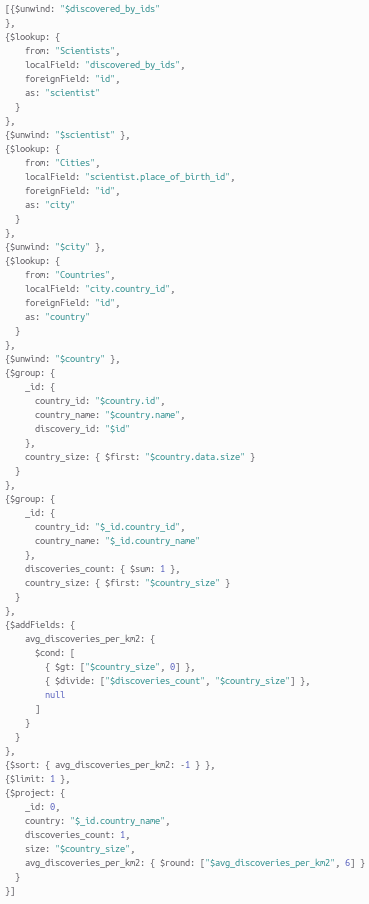 [{$unwind: "$discovered_by_ids"
},
{$lookup: {
    from: "Scientists",
    localField: "discovered_by_ids",
    foreignField: "id",
    as: "scientist"
  }
},
{$unwind: "$scientist" },
{$lookup: {
    from: "Cities",
    localField: "scientist.place_of_birth_id",
    foreignField: "id",
    as: "city"
  }
},
{$unwind: "$city" },
{$lookup: {
    from: "Countries",
    localField: "city.country_id",
    foreignField: "id",
    as: "country"
  }
},
{$unwind: "$country" },
{$group: {
    _id: {
      country_id: "$country.id",
      country_name: "$country.name",
      discovery_id: "$id"
    },
    country_size: { $first: "$country.data.size" }
  }
},
{$group: {
    _id: {
      country_id: "$_id.country_id",
      country_name: "$_id.country_name"
    },
    discoveries_count: { $sum: 1 },
    country_size: { $first: "$country_size" }
  }
},
{$addFields: {
    avg_discoveries_per_km2: {
      $cond: [
        { $gt: ["$country_size", 0] },
        { $divide: ["$discoveries_count", "$country_size"] },
        null
      ]
    }
  }
},
{$sort: { avg_discoveries_per_km2: -1 } },
{$limit: 1 },
{$project: {
    _id: 0,
    country: "$_id.country_name",
    discoveries_count: 1,
    size: "$country_size",
    avg_discoveries_per_km2: { $round: ["$avg_discoveries_per_km2", 6] }
  }
}]